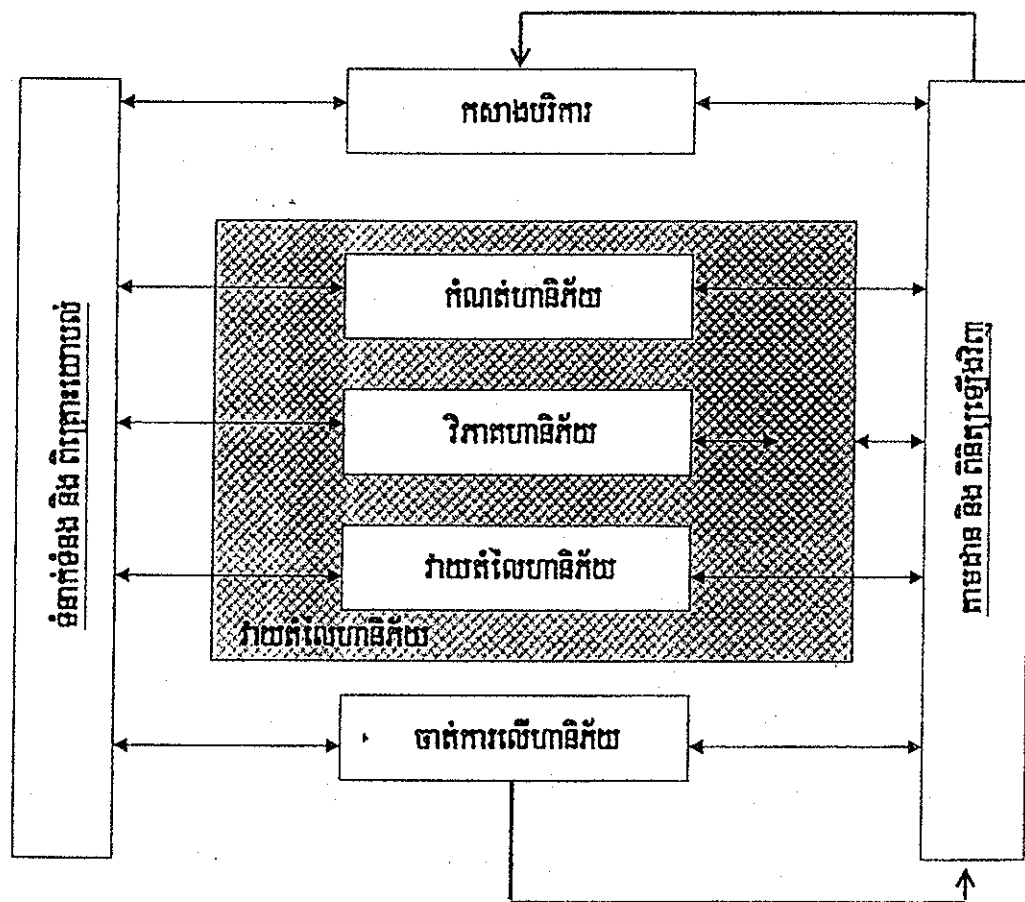 កសាងបរិការ
ទំនាក់ទំនង និង ពិគ្រោះយោបល់
កំណត់ហានិភ័យ
វិភាគហានិភ័យ
វាយតំលៃហានិភ័យ
វាយតំលៃហានិភ័យ
ចាត់ការលើហានិភ័យ
តាមដាន និង ពិនិត្យឡើងវិញ